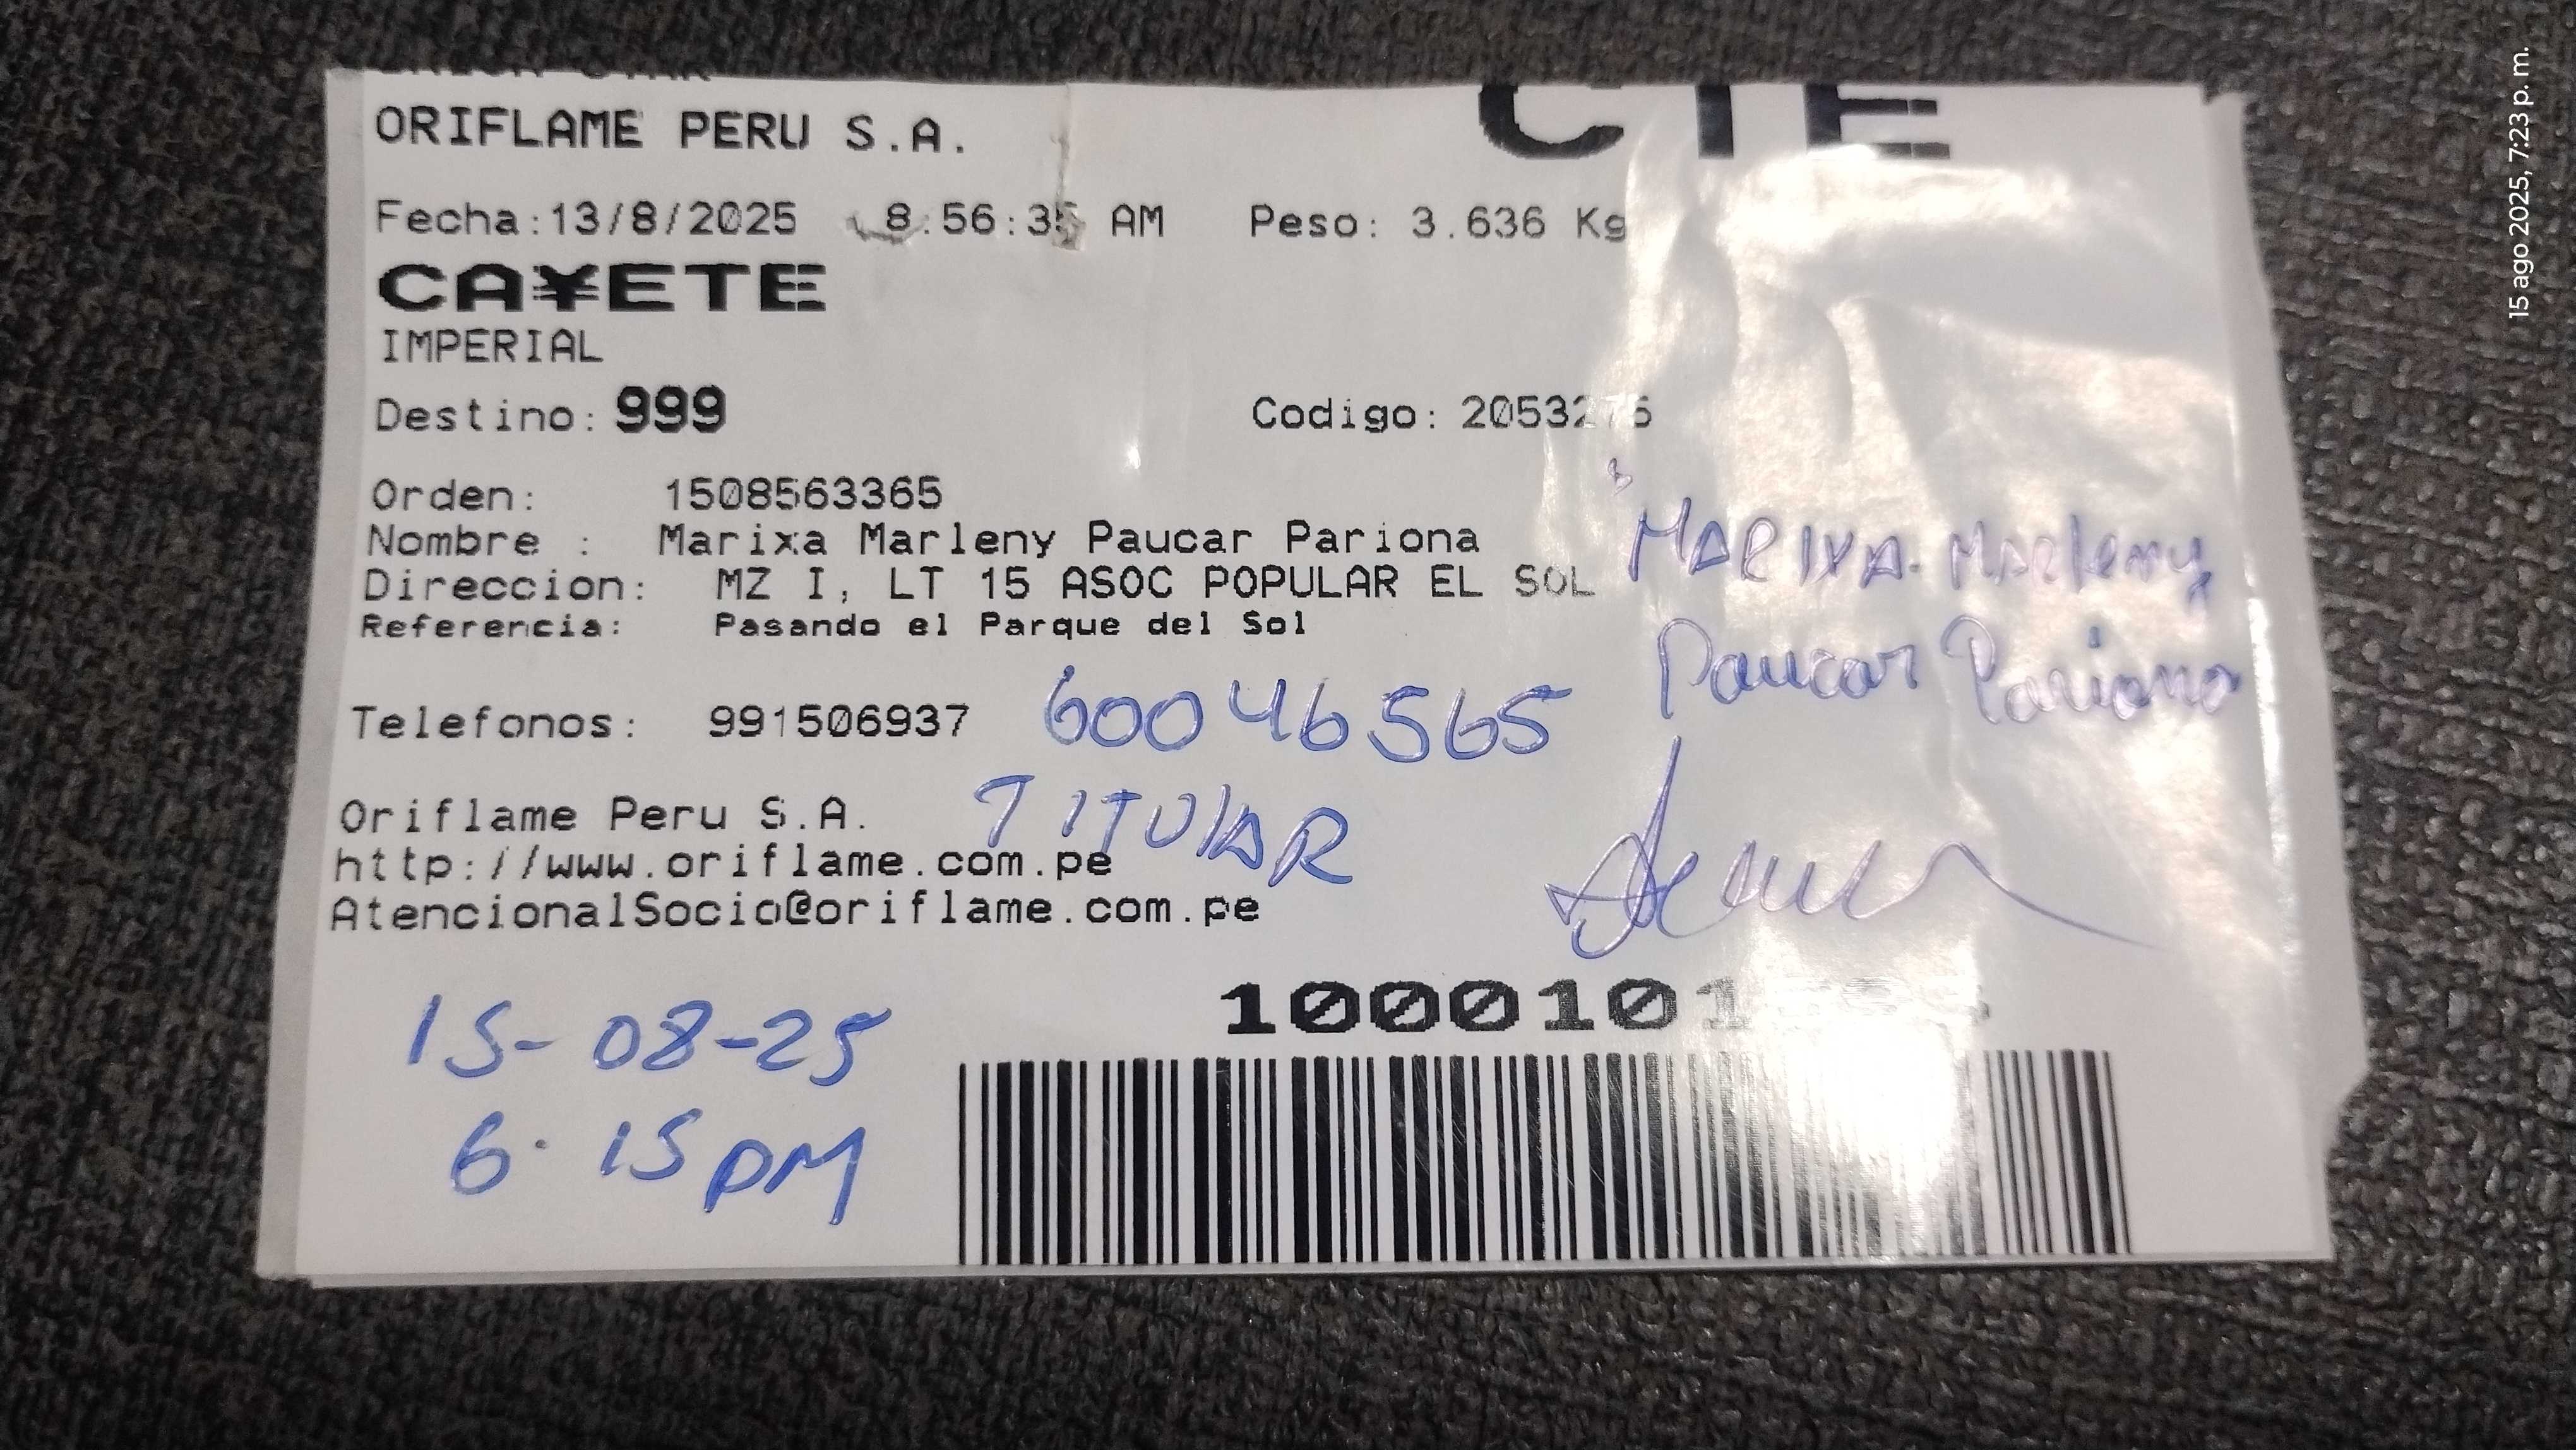 ORIFLAME PERU S.A.
CTE
Fecha:13/8/2025 8:56:35 AM Peso: 3.636 Kg
CA¥ETE
IMPERIAL
Destino: 999 Codigo: 2053276
Orden: 1508563365
Nombre : Marixa Marleny Paucar Pariona
Direccion: MZ I, LT 15 ASOC POPULAR EL SOL
Referencia: Pasando el Parque del Sol
MARIXA. Marleny
Paucar Pariona
Telefonos: 991506937 60046565
TITULAR
Oriflame Peru S.A.
http://www.oriflame.com.pe
AtencionalSocio@oriflame.com.pe
15-08-25
6:15 PM
15 ago 2025, 7:23 p. m.